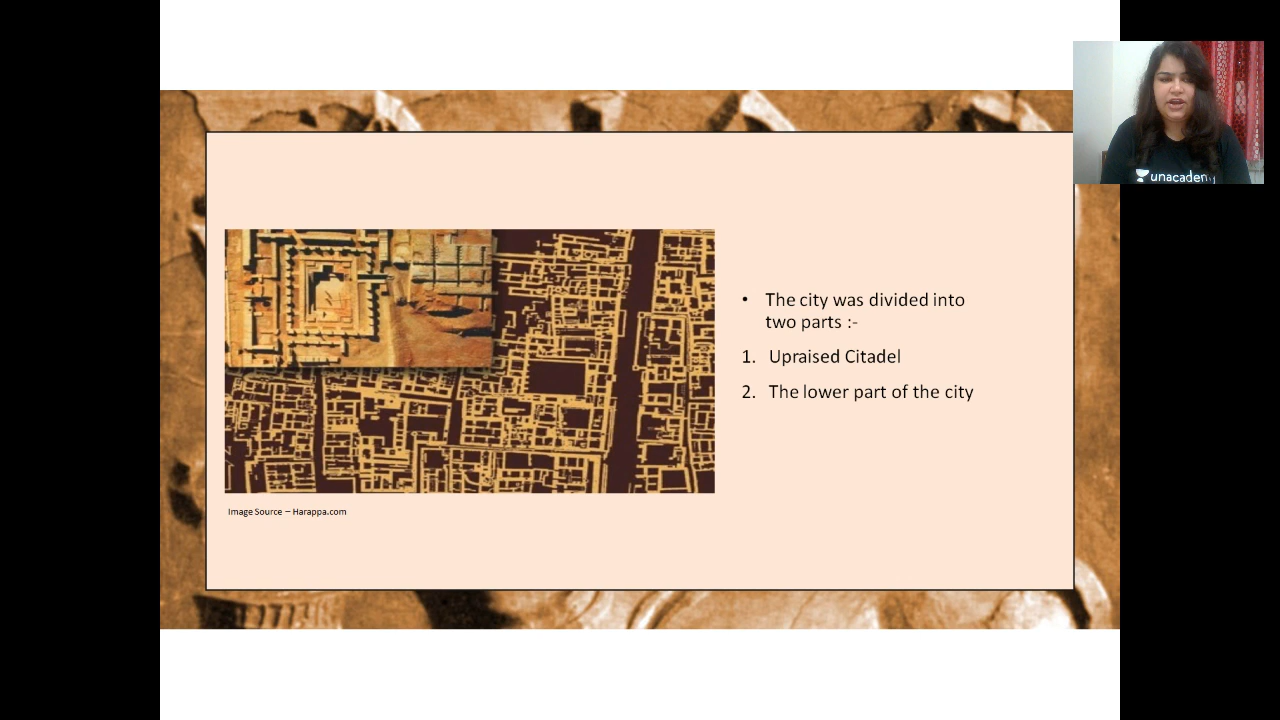 unacademy
• The city was divided into
two parts :-
1. Upraised Citadel
2. The lower part of the city
Image Source – Harappa.com